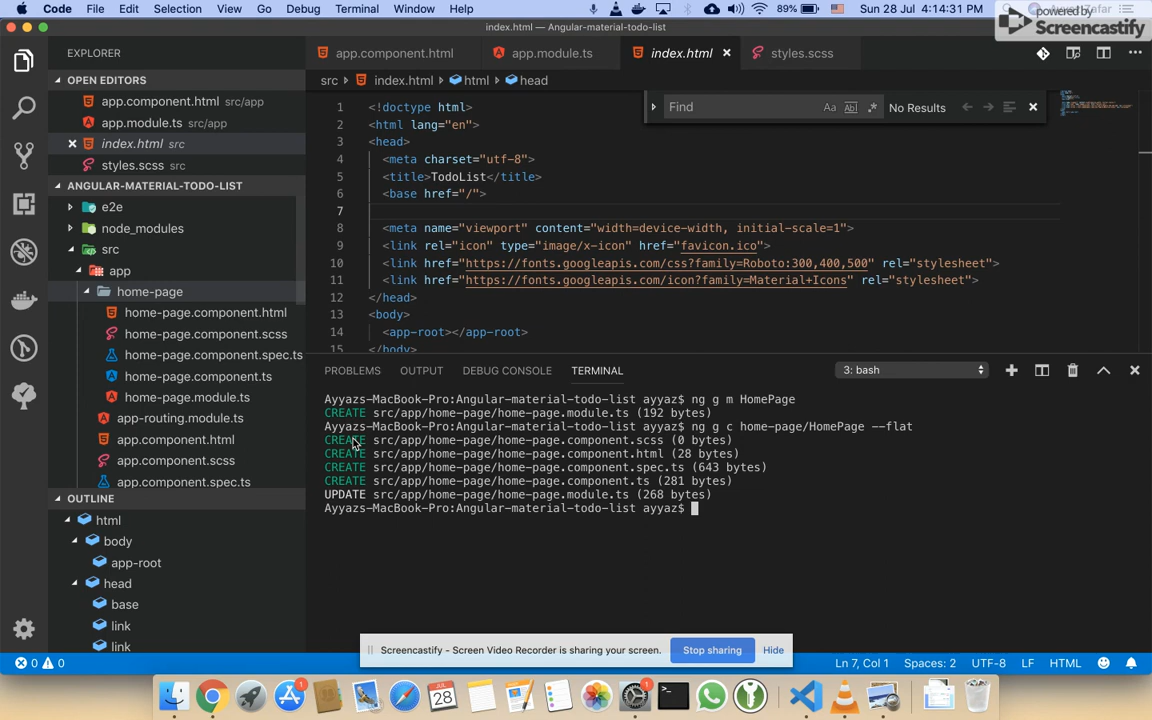 Code File Edit Selection View Go Debug Terminal Window Help
89% Sun 28 Jul 4:14:31 PM
powered by
Screencastify
index.html — Angular-material-todo-list
EXPLORER
OPEN EDITORS
app.component.html src/app
app.module.ts src/app
index.html src
styles.scss src
ANGULAR-MATERIAL-TODO-LIST
e2e
node_modules
src
app
home-page
home-page.component.html
home-page.component.scss
home-page.component.spec.ts
home-page.component.ts
home-page.module.ts
app-routing.module.ts
app.component.html
app.component.scss
app.component.spec.ts
OUTLINE
html
body
app-root
head
base
link
link
app.component.html app.module.ts index.html styles.scss
src index.html html head
Find Aa Abl .* No Results
1 <!doctype html>
2 <html lang="en">
3 <head>
4 <meta charset="utf-8">
5 <title>TodoList</title>
6 <base href="/">
7
8 <meta name="viewport" content="width=device-width, initial-scale=1">
9 <link rel="icon" type="image/x-icon" href="favicon.ico">
10 <link href="https://fonts.googleapis.com/css?family=Roboto:300,400,500" rel="stylesheet">
11 <link href="https://fonts.googleapis.com/icon?family=Material+Icons" rel="stylesheet">
12 </head>
13 <body>
14 <app-root></app-root>
15 </body>
PROBLEMS OUTPUT DEBUG CONSOLE TERMINAL 3: bash
Ayyazs-MacBook-Pro:Angular-material-todo-list ayyaz$ ng g m HomePage
CREATE src/app/home-page/home-page.module.ts (192 bytes)
Ayyazs-MacBook-Pro:Angular-material-todo-list ayyaz$ ng g c home-page/HomePage --flat
CREATE src/app/home-page/home-page.component.scss (0 bytes)
CREATE src/app/home-page/home-page.component.html (28 bytes)
CREATE src/app/home-page/home-page.component.spec.ts (643 bytes)
CREATE src/app/home-page/home-page.component.ts (281 bytes)
UPDATE src/app/home-page/home-page.module.ts (268 bytes)
Ayyazs-MacBook-Pro:Angular-material-todo-list ayyaz$
Screencastify - Screen Video Recorder is sharing your screen. Stop sharing Hide
0 0 Ln 7, Col 1 Spaces: 2 UTF-8 LF HTML
JUL
28
1
1